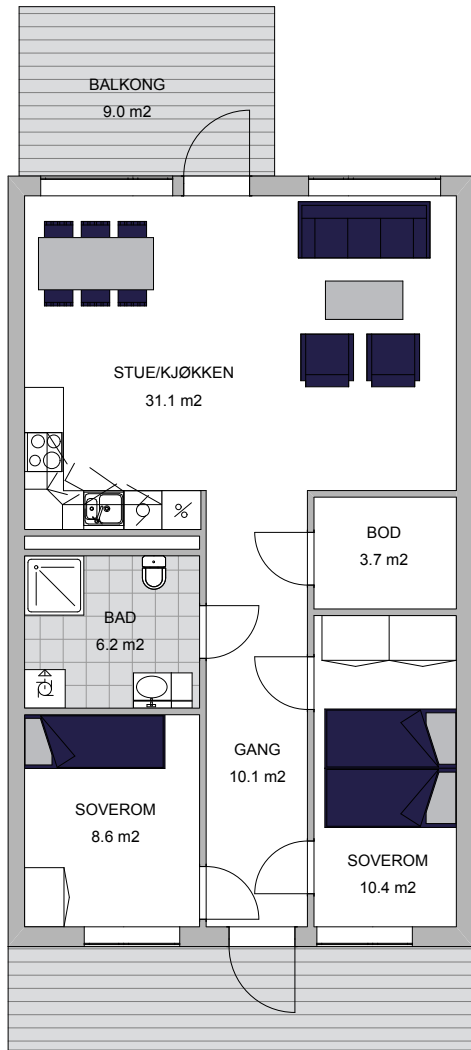 BALKONG
9.0 m2
STUE/KJØKKEN
31.1 m2
BOD
3.7 m2
BAD
6.2 m2
GANG
10.1 m2
SOVEROM
8.6 m2
SOVEROM
10.4 m2